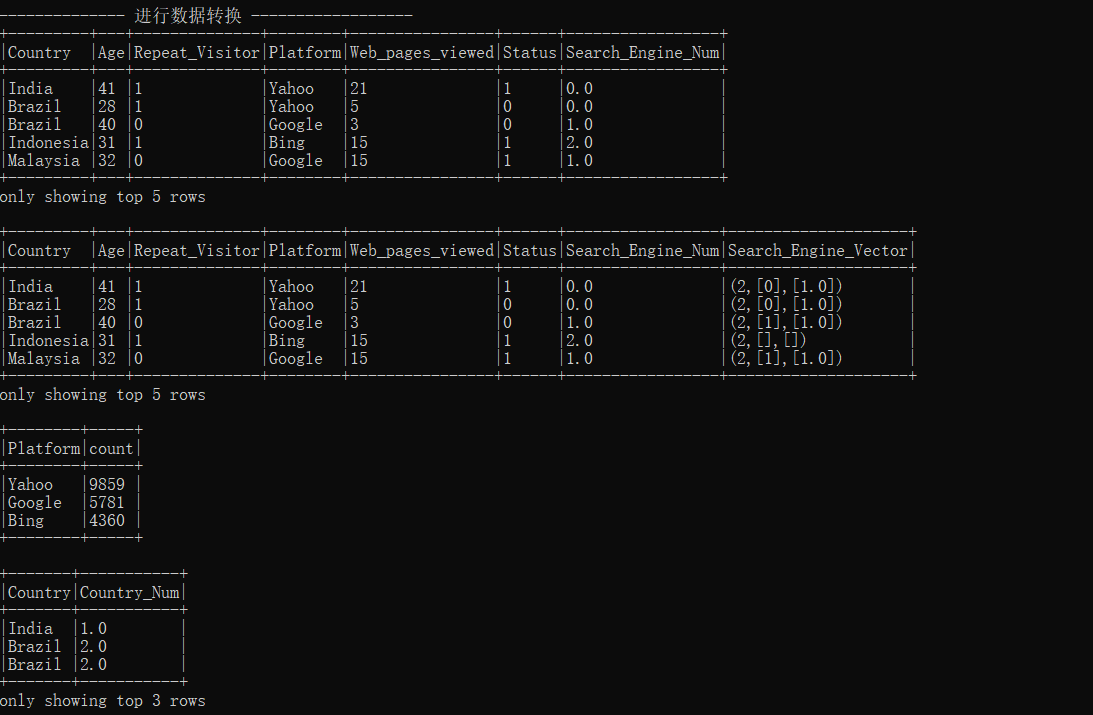 -------------- 进行数据转换 ------------------
+---------+---+--------------+--------+----------------+------+-----------------+
|Country  |Age|Repeat_Visitor|Platform|Web_pages_viewed|Status|Search_Engine_Num|
+---------+---+--------------+--------+----------------+------+-----------------+
|India    |41 |1             |Yahoo   |21              |1     |0.0              |
|Brazil   |28 |1             |Yahoo   |5               |0     |0.0              |
|Brazil   |40 |0             |Google  |3               |0     |1.0              |
|Indonesia|31 |1             |Bing    |15              |1     |2.0              |
|Malaysia |32 |0             |Google  |15              |1     |1.0              |
+---------+---+--------------+--------+----------------+------+-----------------+
only showing top 5 rows
+---------+---+--------------+--------+----------------+------+-----------------+--------------------+
|Country  |Age|Repeat_Visitor|Platform|Web_pages_viewed|Status|Search_Engine_Num|Search_Engine_Vector|
+---------+---+--------------+--------+----------------+------+-----------------+--------------------+
|India    |41 |1             |Yahoo   |21              |1     |0.0              |(2,[0],[1.0])       |
|Brazil   |28 |1             |Yahoo   |5               |0     |0.0              |(2,[0],[1.0])       |
|Brazil   |40 |0             |Google  |3               |0     |1.0              |(2,[1],[1.0])       |
|Indonesia|31 |1             |Bing    |15              |1     |2.0              |(2,[],[])           |
|Malaysia |32 |0             |Google  |15              |1     |1.0              |(2,[1],[1.0])       |
+---------+---+--------------+--------+----------------+------+-----------------+--------------------+
only showing top 5 rows
+--------+-----+
|Platform|count|
+--------+-----+
|Yahoo   |9859 |
|Google  |5781 |
|Bing    |4360 |
+--------+-----+
+-------+-----------+
|Country|Country_Num|
+-------+-----------+
|India  |1.0        |
|Brazil |2.0        |
|Brazil |2.0        |
+-------+-----------+
only showing top 3 rows